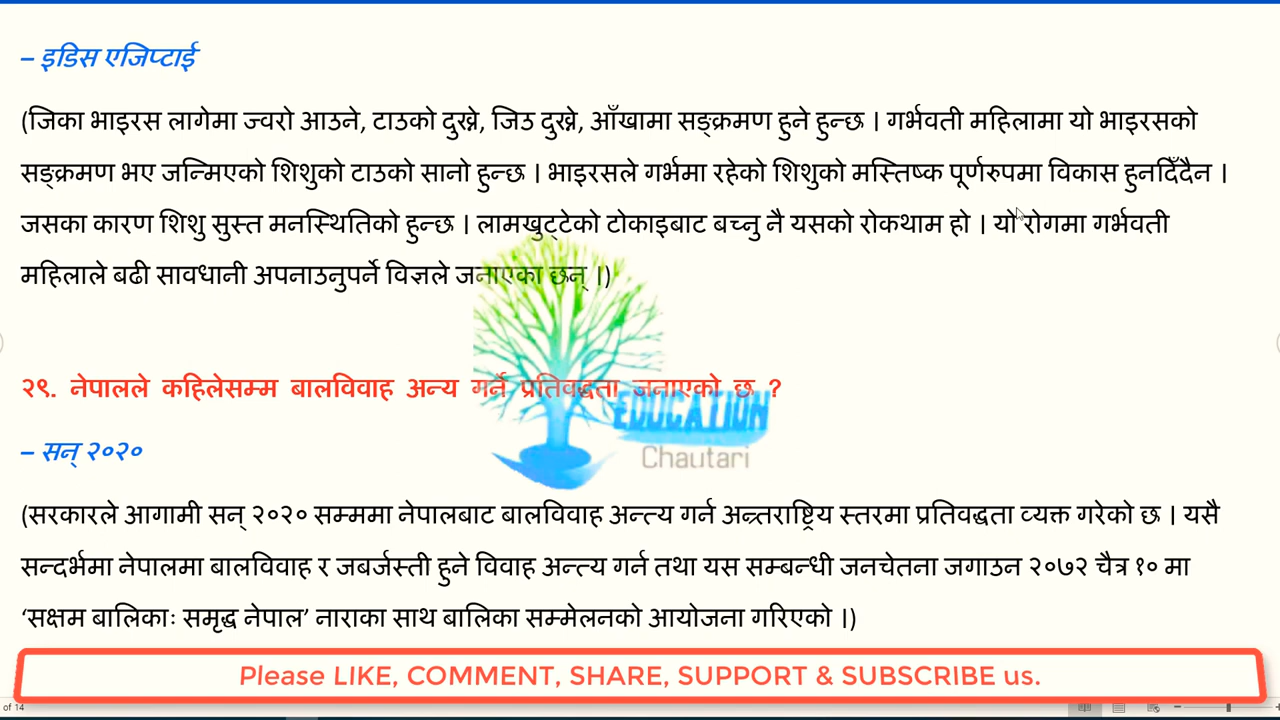 – इडिस एजिप्टाई
(जिका भाइरस लागेमा ज्वरो आउने, टाउको दुख्ने, जिउ दुख्ने, आँखामा सङ्क्रमण हुने हुन्छ । गर्भवती महिलामा यो भाइरसको
सङ्क्रमण भए जन्मिएको शिशुको टाउको सानो हुन्छ । भाइरसले गर्भमा रहेको शिशुको मस्तिष्क पूर्णरुपमा विकास हुनदिँदैन ।
जसका कारण शिशु सुस्त मनस्थितिको हुन्छ । लामखुट्टेको टोकाइबाट बच्नु नै यसको रोकथाम हो । यो रोगमा गर्भवती
महिलाले बढी सावधानी अपनाउनुपर्ने विज्ञले जनाएका छन् ।)
२९. नेपालले कहिलेसम्म बालविवाह अन्य गर्ने प्रतिवद्धता जनाएको छ ?
EDUCATION
Chautari
– सन् २०२०
(सरकारले आगामी सन् २०२० सम्ममा नेपालबाट बालविवाह अन्त्य गर्न अन्र्तराष्ट्रिय स्तरमा प्रतिवद्धता व्यक्त गरेको छ । यसै
सन्दर्भमा नेपालमा बालविवाह र जबर्जस्ती हुने विवाह अन्त्य गर्न तथा यस सम्बन्धी जनचेतना जगाउन २०७२ चैत्र १० मा
‘सक्षम बालिकाः समृद्ध नेपाल’ नाराका साथ बालिका सम्मेलनको आयोजना गरिएको ।)
Please LIKE, COMMENT, SHARE, SUPPORT & SUBSCRIBE us.
of 14